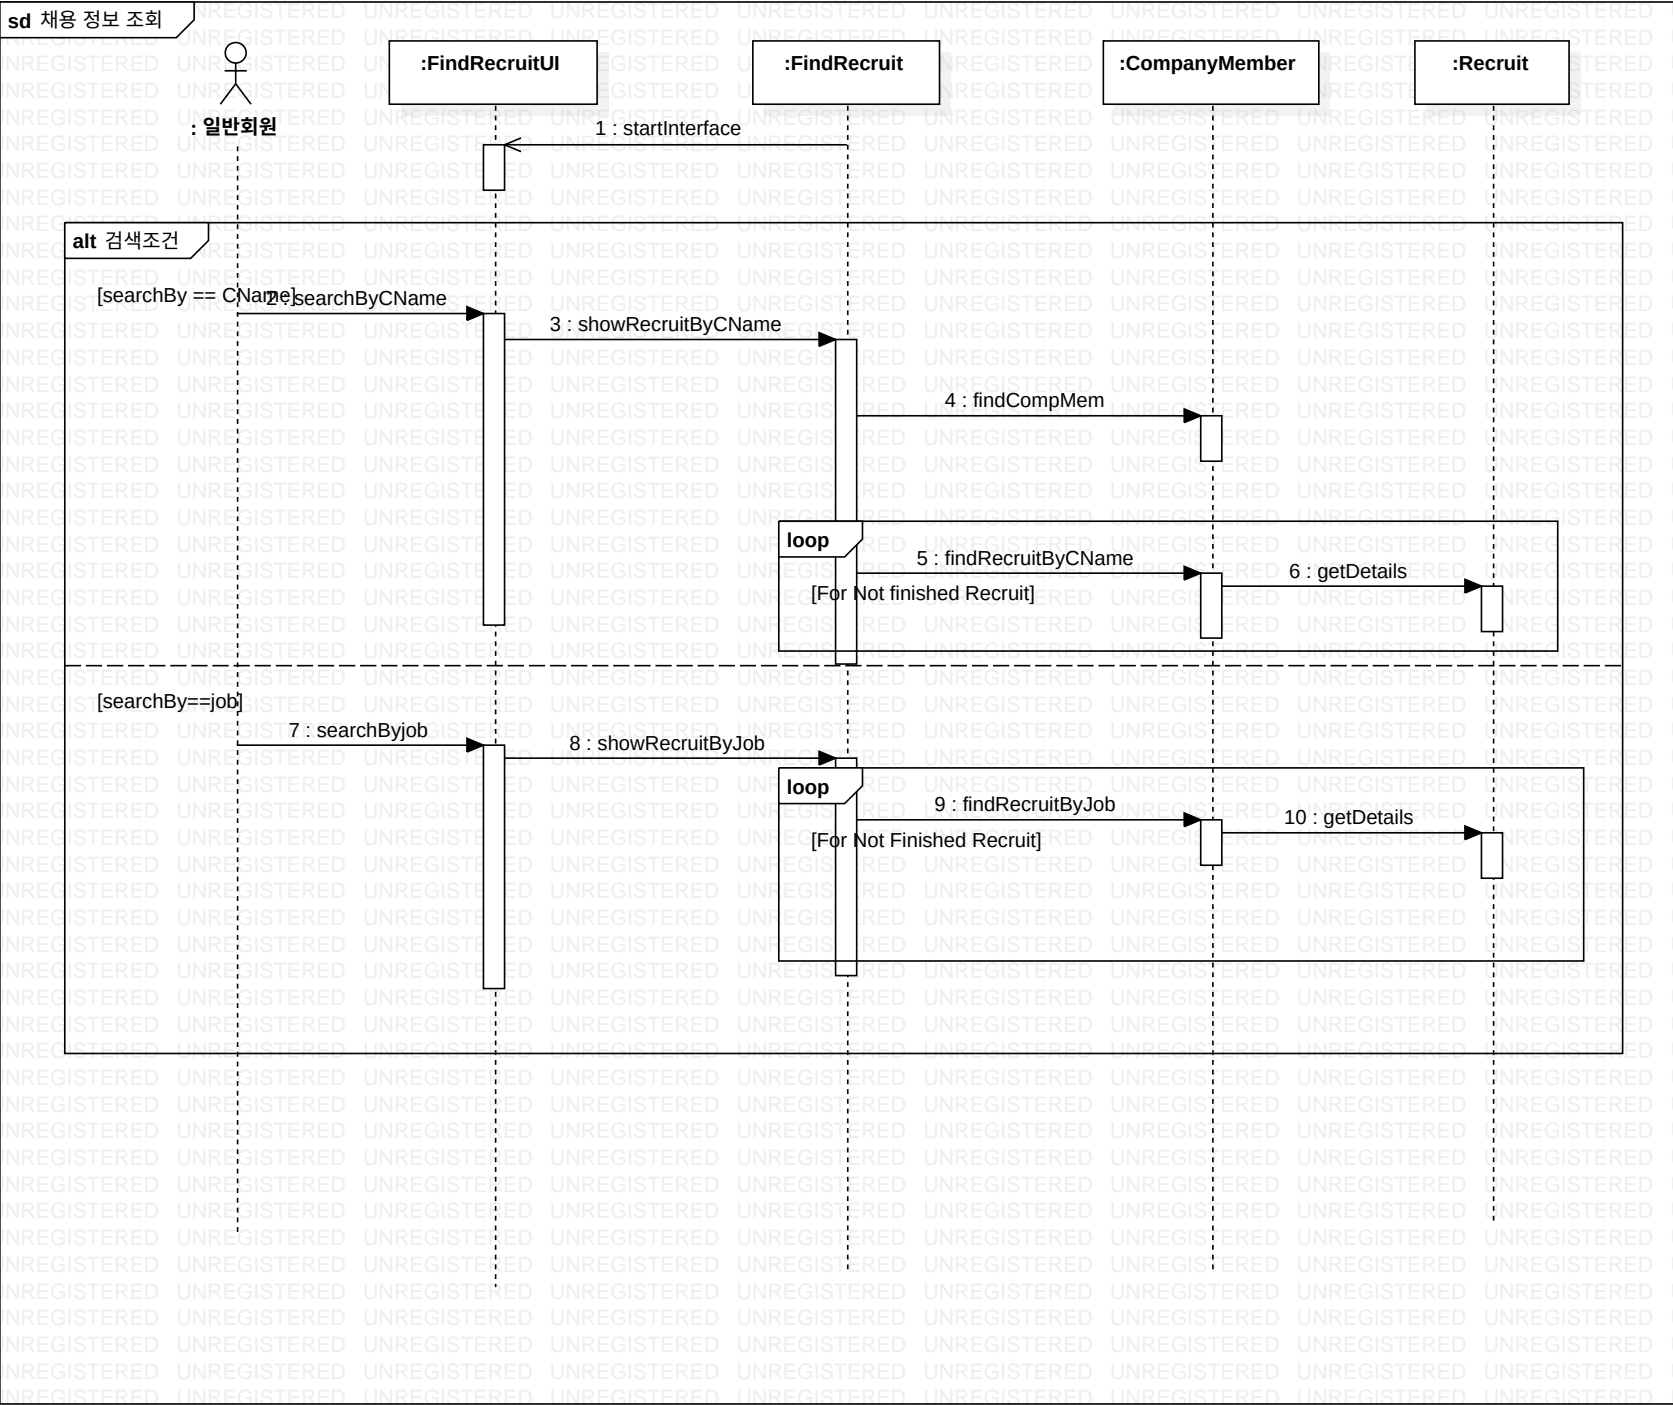 sd 채용 정보 조회
:FindRecruitUI
:FindRecruit
:CompanyMember
:Recruit
: 일반회원
1 : startInterface
alt 검색조건
[searchBy == CName]
2 : searchByCName
3 : showRecruitByCName
4 : findCompMem
loop
5 : findRecruitByCName
6 : getDetails
[For Not finished Recruit]
[searchBy==job]
7 : searchByjob
8 : showRecruitByJob
loop
9 : findRecruitByJob
10 : getDetails
[For Not Finished Recruit]
UNREGISTERED